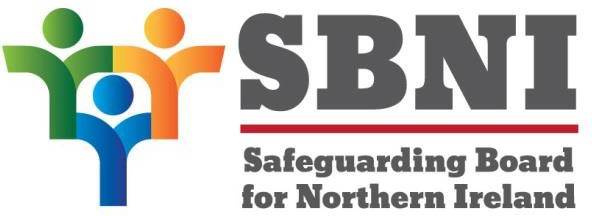 SBNI
Safeguarding Board
for Northern Ireland